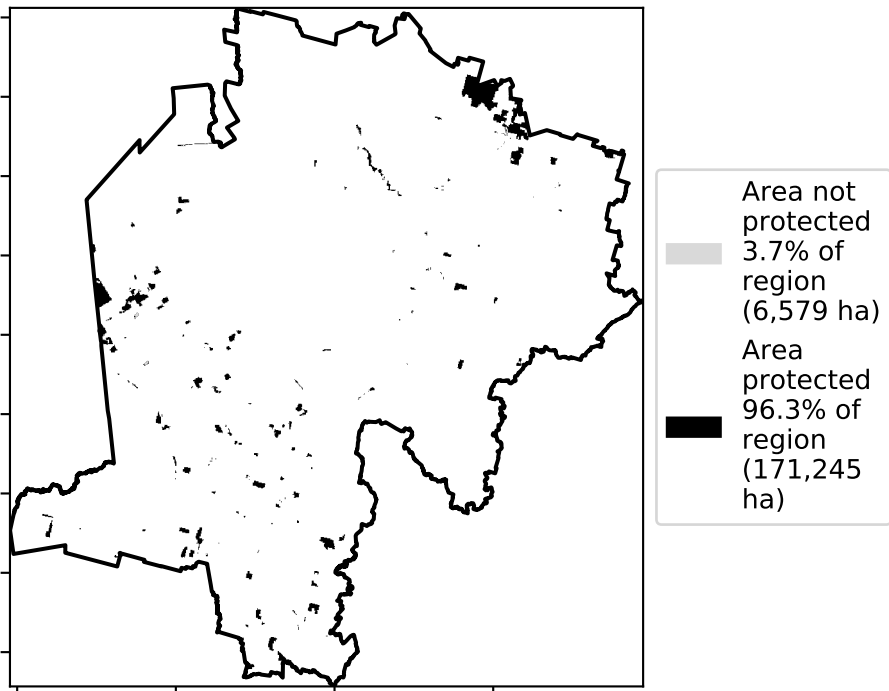 Area not
protected
3.7% of
region
(6,579 ha)
Area
protected
96.3% of
region
(171,245
ha)